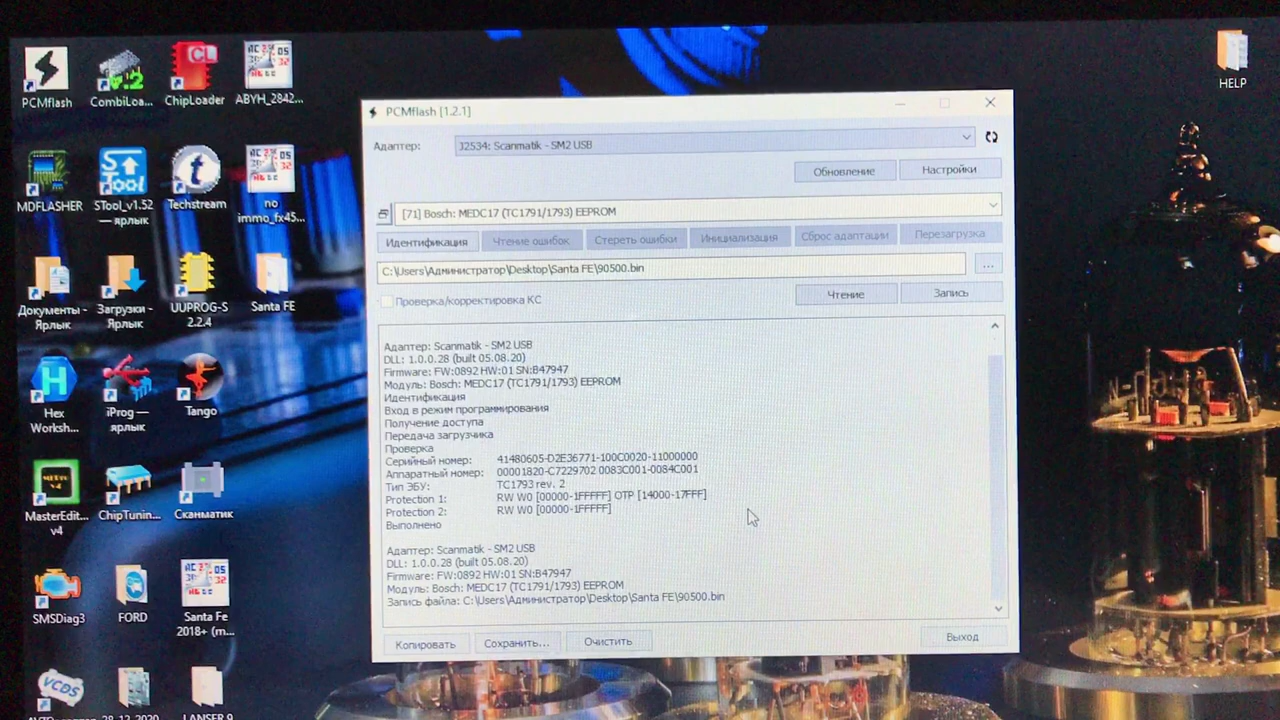 PCMflash
CombiLoa...
ChipLoader
ABYH_2842...
HELP
MDFLASHER
STool_v1.52
— ярлык
Techstream
no
immo_fx45...
Документы -
Ярлык
Загрузки -
Ярлык
UUPROG-S
2.2.4
Santa FE
Hex
Worksh...
iProg —
ярлык
Tango
MasterEdit...
v4
ChipTunin...
Сканматик
SMSDiag3
FORD
Santa Fe
2018+ (m...
VCDS
28-12-2020
LANSER 9
PCMflash [1.2.1]
Адаптер:
J2534: Scanmatik - SM2 USB
Обновление
Настройки
[71] Bosch: MEDC17 (TC1791/1793) EEPROM
Идентификация
Чтение ошибок
Стереть ошибки
Инициализация
Сброс адаптации
Перезагрузка
C:\Users\Администратор\Desktop\Santa FE\90500.bin
...
Проверка/корректировка КС
Чтение
Запись
Адаптер: Scanmatik - SM2 USB
DLL: 1.0.0.28 (built 05.08.20)
Firmware: FW:0892 HW:01 SN:B47947
Модуль: Bosch: MEDC17 (TC1791/1793) EEPROM
Идентификация
Вход в режим программирования
Получение доступа
Передача загрузчика
Проверка
Серийный номер: 41480605-D2E36771-100C0020-11000000
Аппаратный номер: 00001820-C7229702 0083C001-0084C001
Тип ЭБУ: TC1793 rev. 2
Protection 1: RW W0 [00000-1FFFFF] OTP [14000-17FFF]
Protection 2: RW W0 [00000-1FFFFF]
Выполнено
Адаптер: Scanmatik - SM2 USB
DLL: 1.0.0.28 (built 05.08.20)
Firmware: FW:0892 HW:01 SN:B47947
Модуль: Bosch: MEDC17 (TC1791/1793) EEPROM
Запись файла: C:\Users\Администратор\Desktop\Santa FE\90500.bin
Копировать
Сохранить...
Очистить
Выход